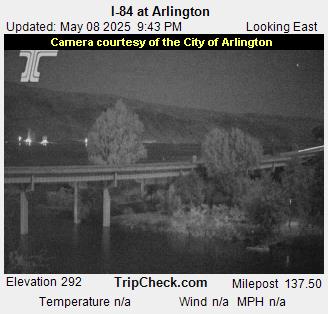 I-84 at Arlington
Updated: May 08 2025 9:43 PM Looking East
Camera courtesy of the City of Arlington
Elevation 292 TripCheck.com Milepost 137.50
Temperature n/a Wind n/a MPH n/a